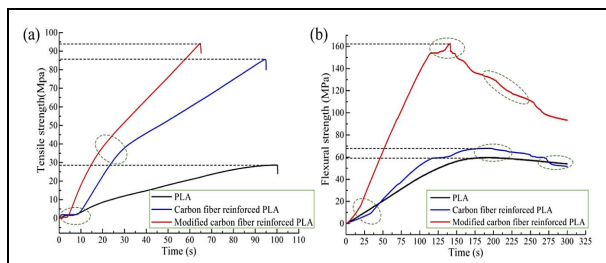 (a)
Tensile strength(Mpa)
100
90
80
70
60
50
40
30
20
10
0
0 10 20 30 40 50 60 70 80 90 100 110
Time (s)
PLA
Carbon fiber reinforced PLA
Modified carbon fiber reinforced PLA
(b)
Flexural strength (MPa)
160
140
120
100
80
60
40
20
0
0 25 50 75 100 125 150 175 200 225 250 275 300 325
Time (s)
PLA
Carbon fiber reinforced PLA
Modified carbon fiber reinforced PLA